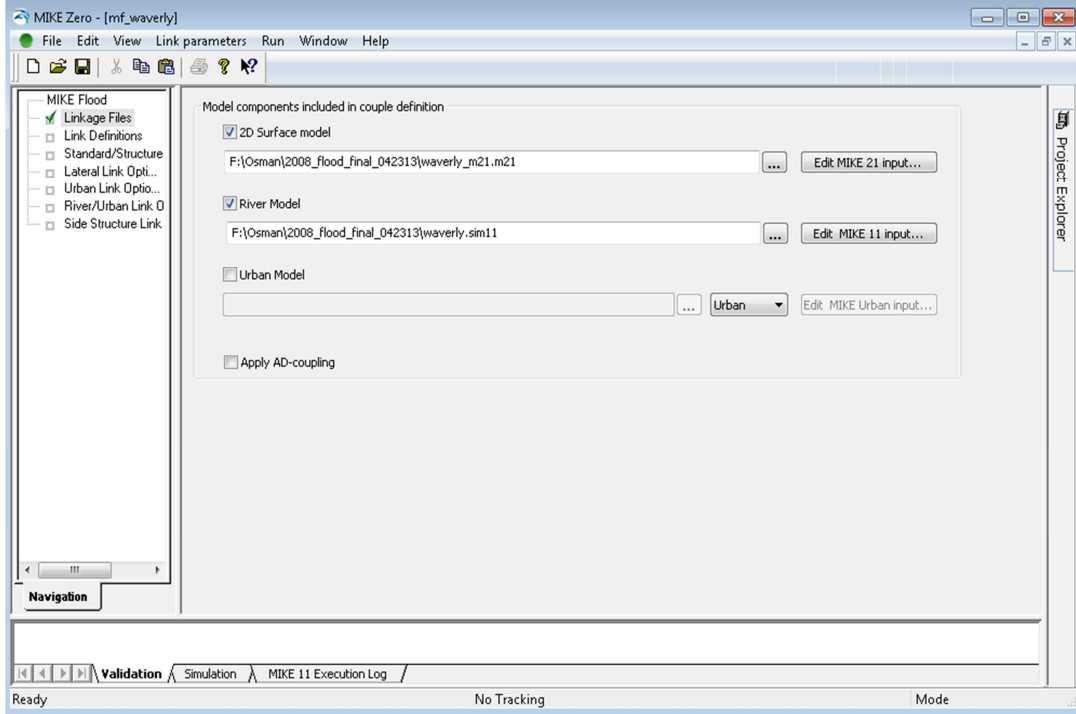 MIKE Zero - [mf_waverly]
File Edit View Link parameters Run Window Help
MIKE Flood
Linkage Files
Link Definitions
Standard/Structure
Lateral Link Opti...
Urban Link Optio...
River/Urban Link O
Side Structure Link
Navigation
Model components included in couple definition
2D Surface model
F:\Osman\2008_flood_final_042313\waverly_m21.m21 ... Edit MIKE 21 input...
River Model
F:\Osman\2008_flood_final_042313\waverly.sim11 ... Edit MIKE 11 input...
Urban Model
... Urban Edit MIKE Urban input...
Apply AD-coupling
Project Explorer
Validation Simulation MIKE 11 Execution Log
Ready No Tracking Mode